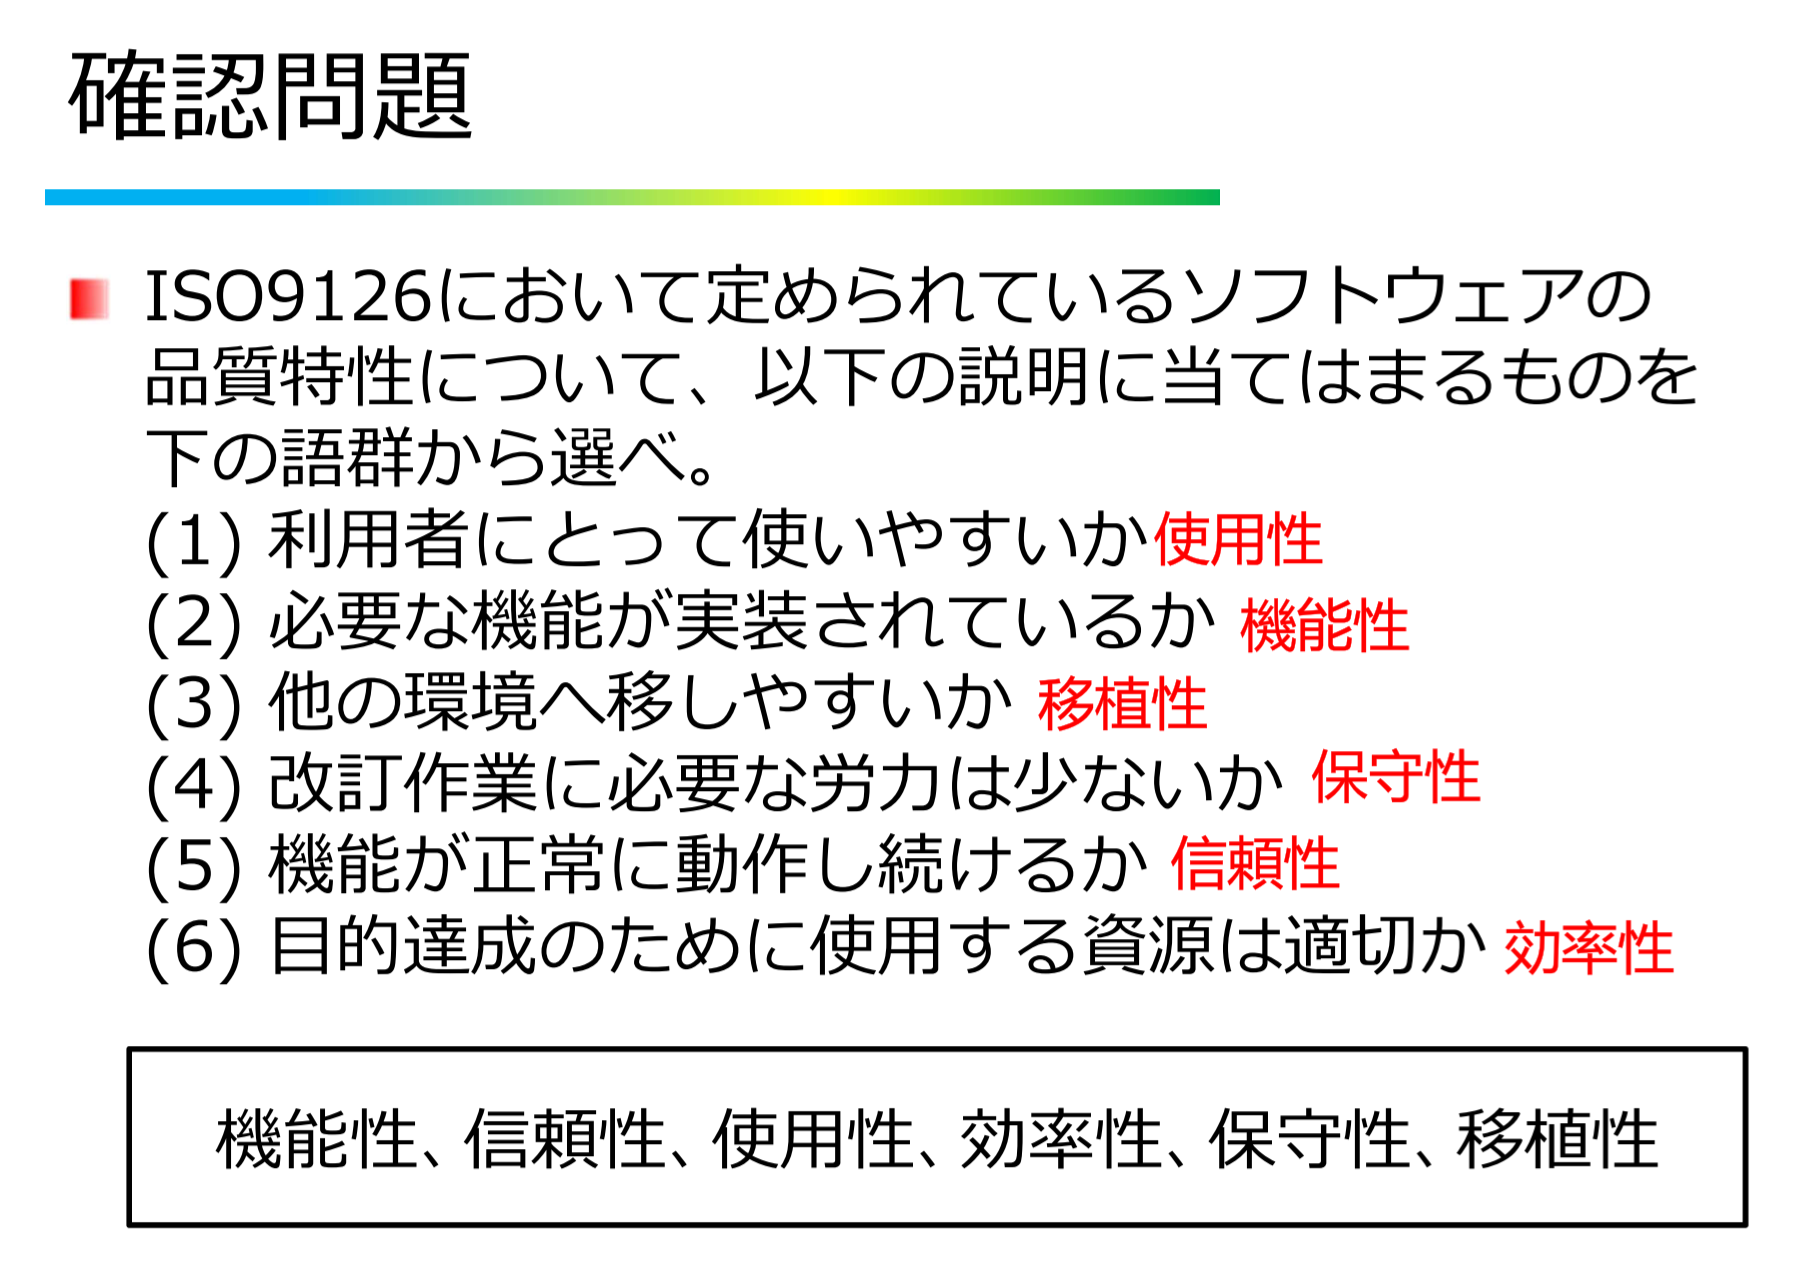 確認問題
ISO9126において定められているソフトウェアの
品質特性について、以下の説明に当てはまるものを
下の語群から選べ。
(1) 利用者にとって使いやすいか使用性
(2) 必要な機能が実装されているか 機能性
(3) 他の環境へ移しやすいか 移植性
(4) 改訂作業に必要な労力は少ないか 保守性
(5) 機能が正常に動作し続けるか 信頼性
(6) 目的達成のために使用する資源は適切か 効率性
機能性、信頼性、使用性、効率性、保守性、移植性